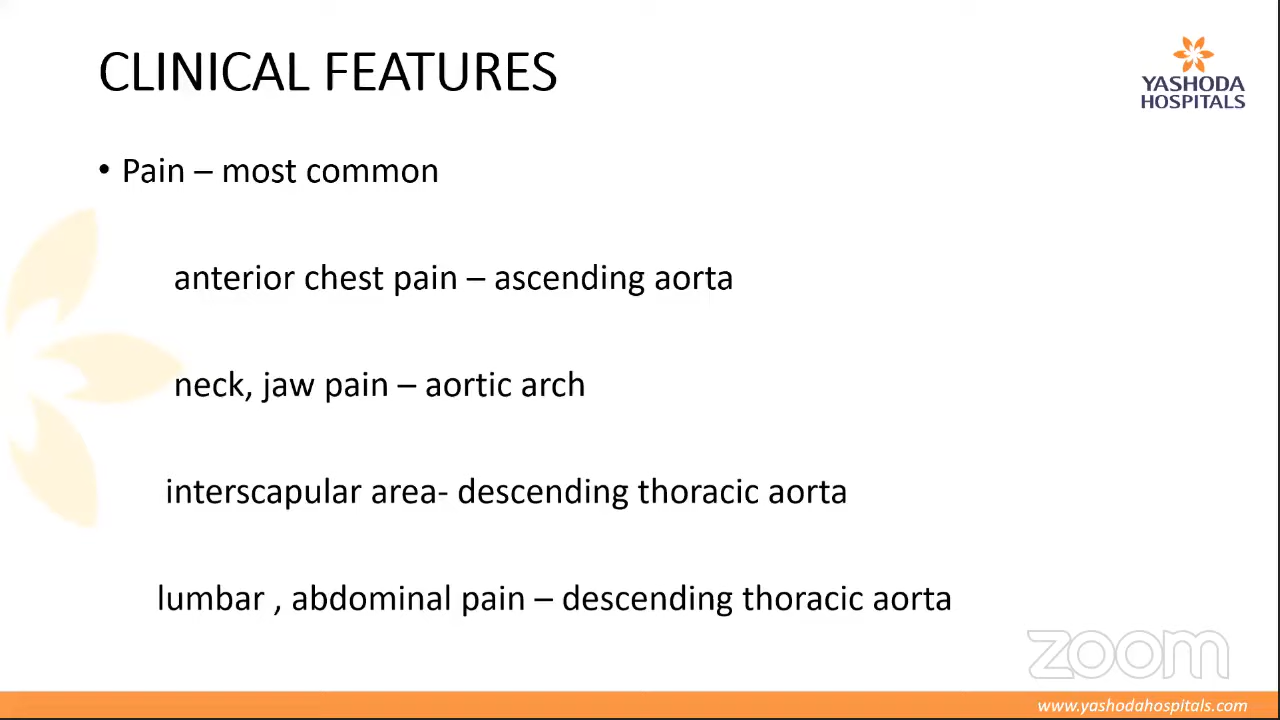 CLINICAL FEATURES
YASHODA
HOSPITALS
• Pain – most common
anterior chest pain – ascending aorta
neck, jaw pain – aortic arch
interscapular area- descending thoracic aorta
lumbar , abdominal pain – descending thoracic aorta
zoom
www.yashodahospitals.com